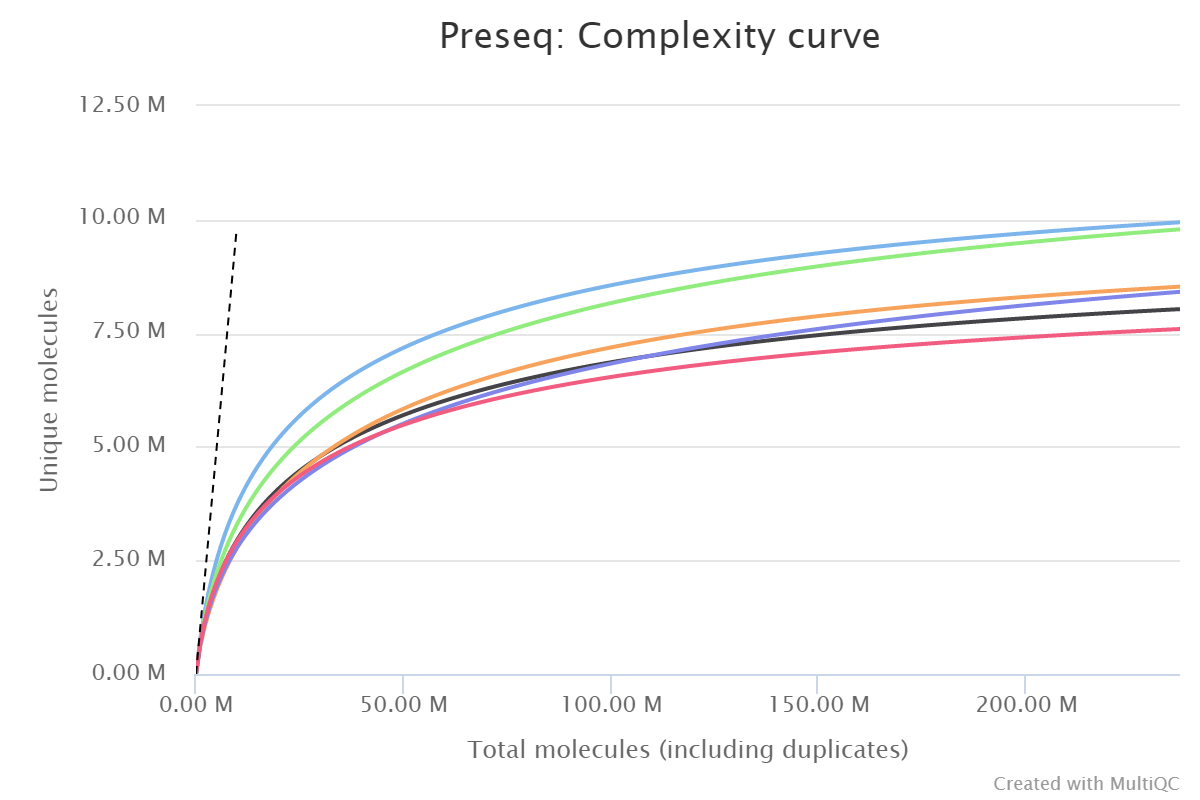 Preseq: Complexity curve
12.50 M
10.00 M
7.50 M
5.00 M
2.50 M
0.00 M
Unique molecules
0.00 M 50.00 M 100.00 M 150.00 M 200.00 M
Total molecules (including duplicates)
Created with MultiQC